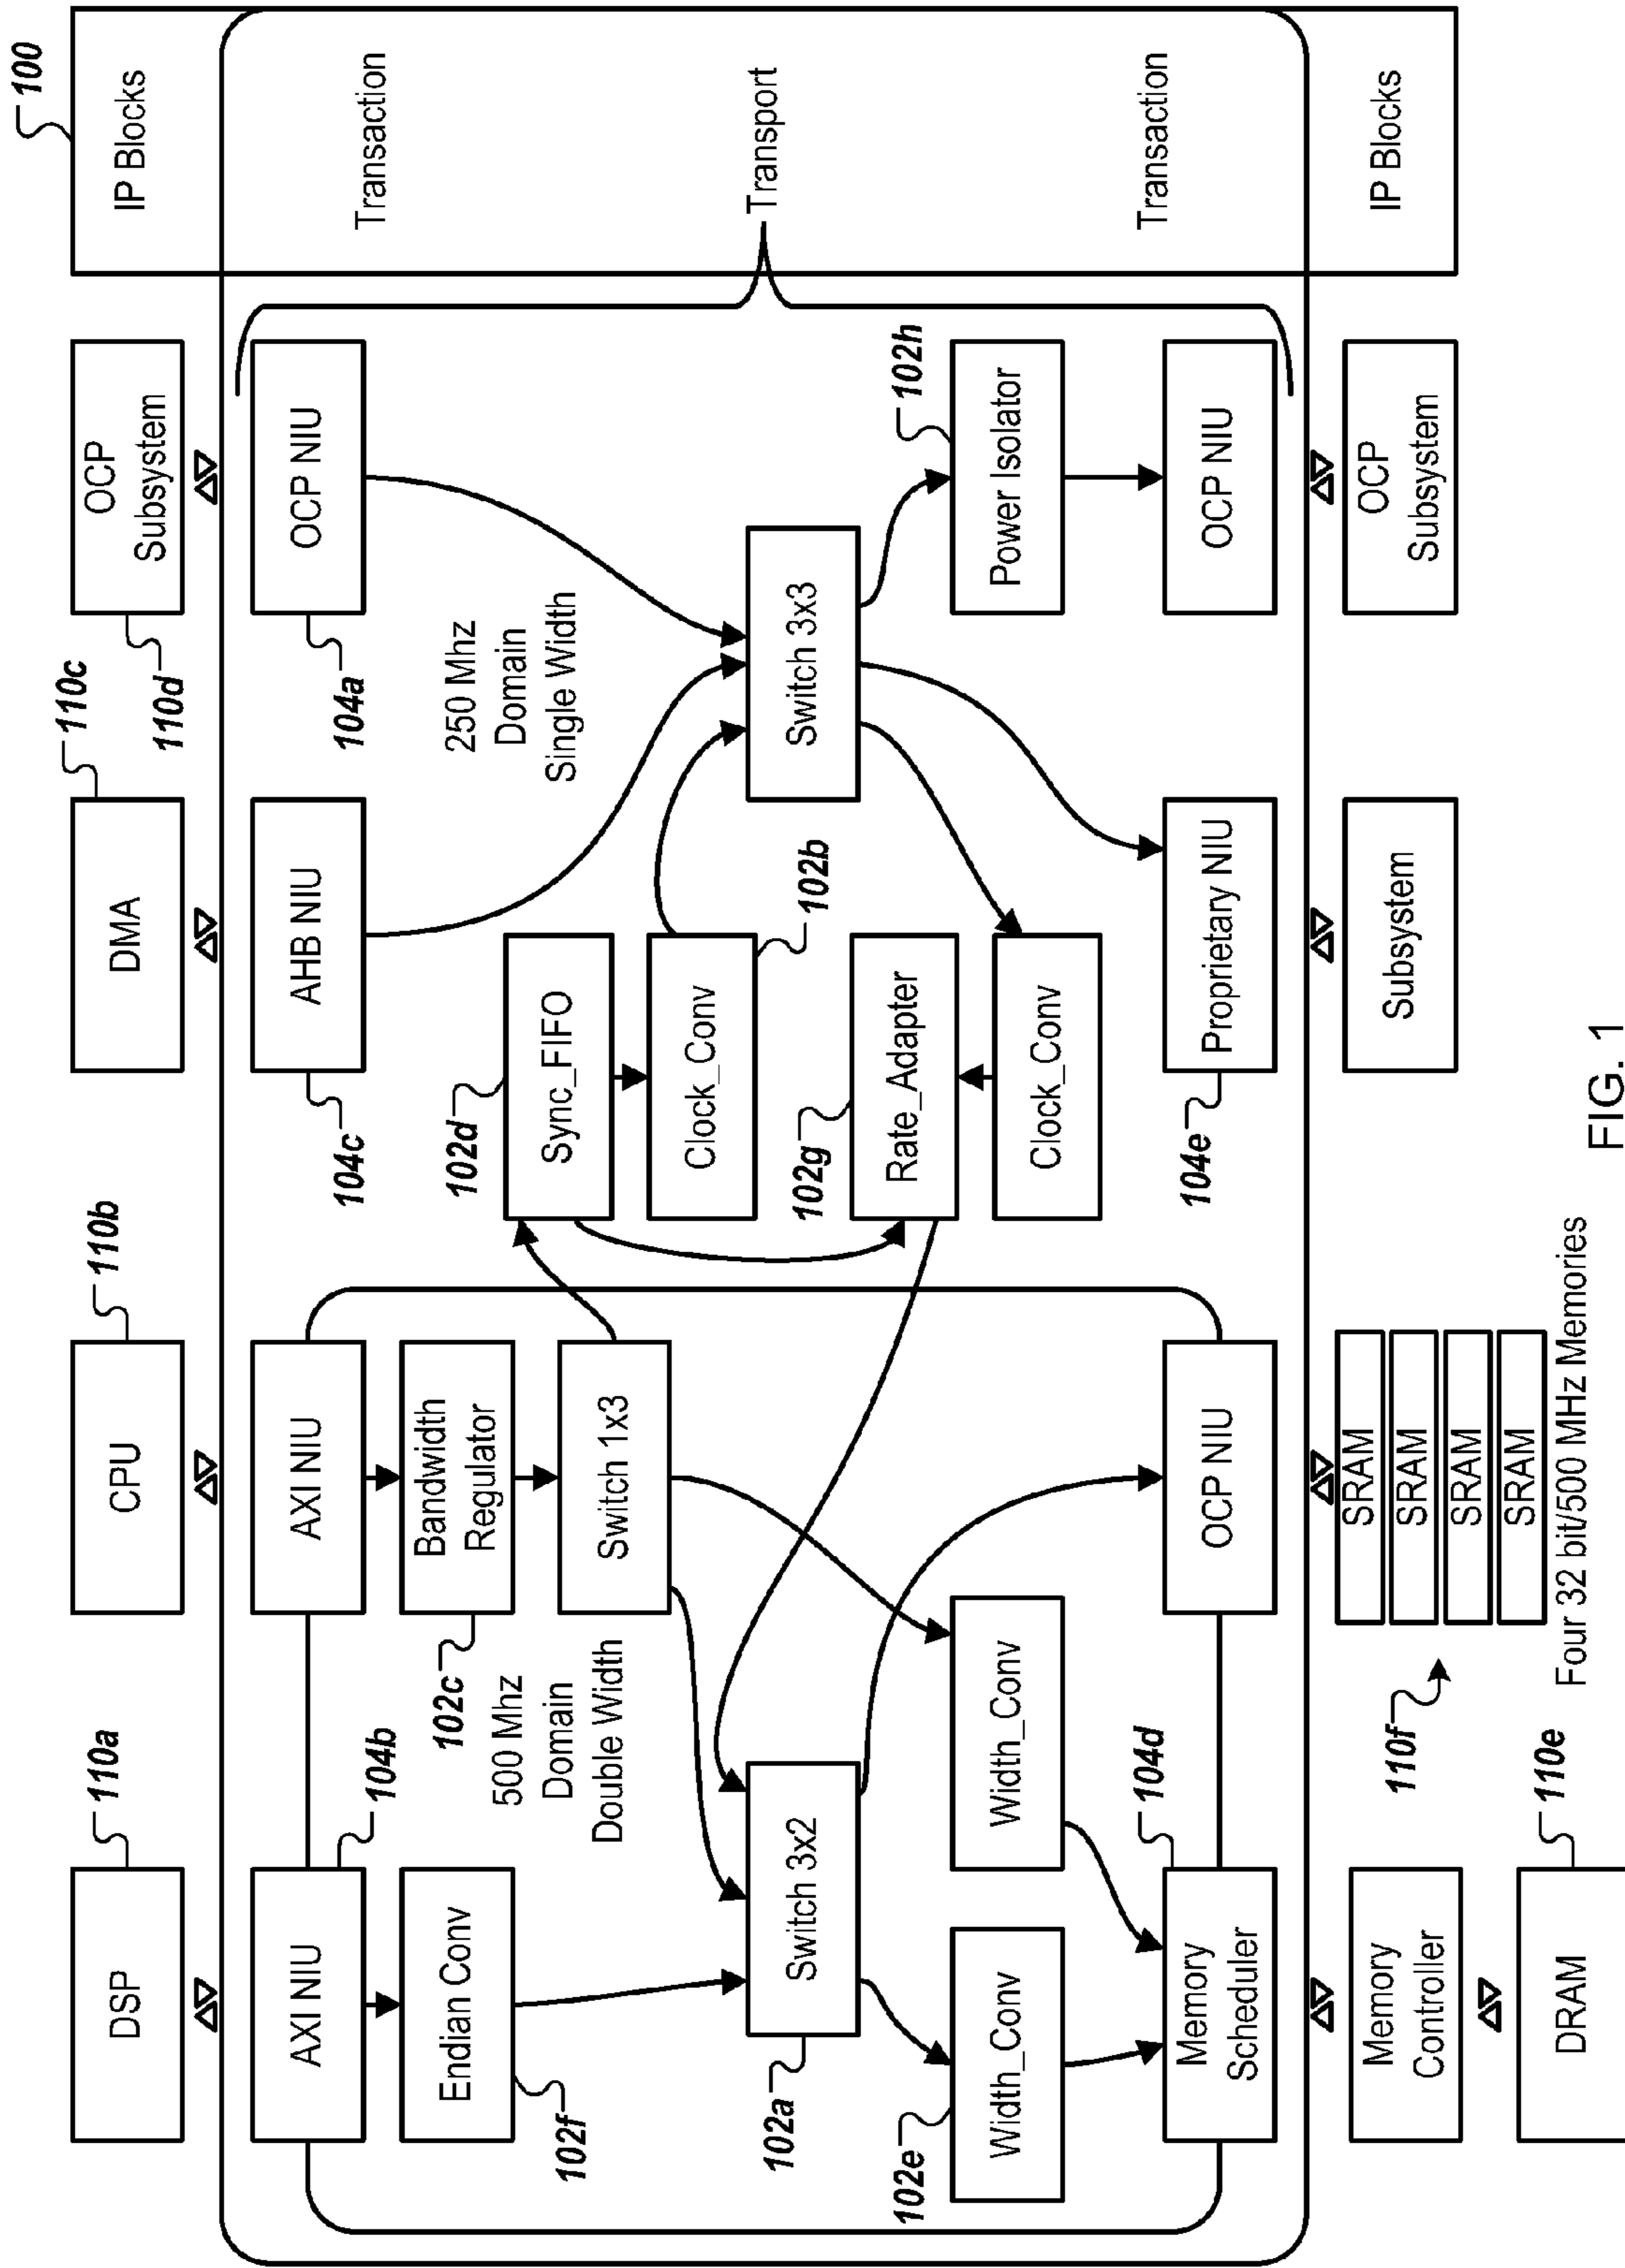 100
110a
110b
110c
DSP
CPU
DMA
OCP
Subsystem
110d
IP Blocks
AXI NIU
104b
AXI NIU
AHB NIU
104c
OCP NIU
104a
Transaction
Endian Conv
102f
Bandwidth
Regulator
102c
500 Mhz
Domain
Double Width
250 Mhz
Domain
Single Width
Switch 1x3
102d
Sync_FIFO
Clock_Conv
102b
Switch 3x2
102a
Switch 3x3
Transport
102g
Rate_Adapter
Clock_Conv
102e
Width_Conv
Width_Conv
Power Isolator
102h
Memory
Scheduler
104d
OCP NIU
Proprietary NIU
104e
OCP NIU
Transaction
Memory
Controller
SRAM
SRAM
SRAM
SRAM
110f
Four 32 bit/500 MHz Memories
Subsystem
OCP
Subsystem
IP Blocks
DRAM
110e
FIG. 1